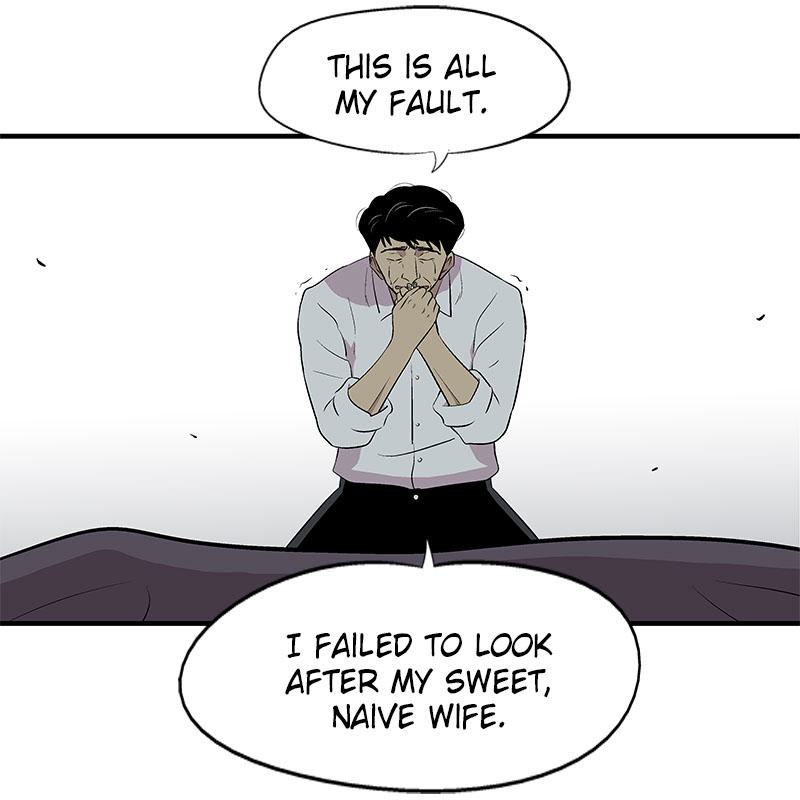 THIS IS ALL
MY FAULT.
I FAILED TO LOOK
AFTER MY SWEET,
NAIVE WIFE.